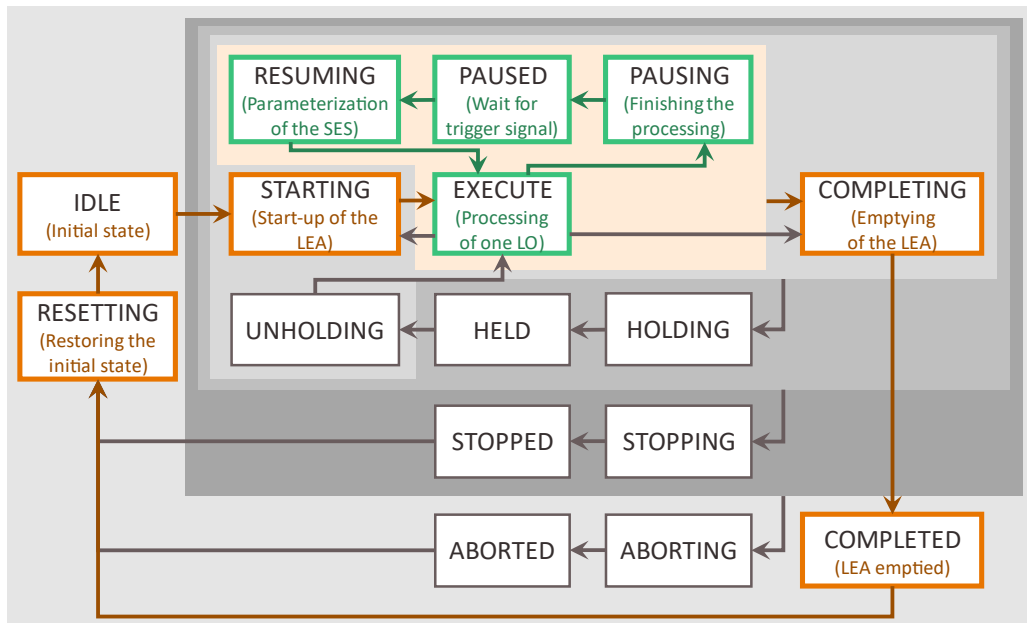 RESUMING
(Parameterization
of the SES)
PAUSED
(Wait for
trigger signal)
PAUSING
(Finishing the
processing)
IDLE
(Initial state)
STARTING
(Start-up of the
LEA)
EXECUTE
(Processing
of one LO)
COMPLETING
(Emptying
of the LEA)
RESETTING
(Restoring the
initial state)
UNHOLDING
HELD
HOLDING
STOPPED
STOPPING
ABORTED
ABORTING
COMPLETED
(LEA emptied)